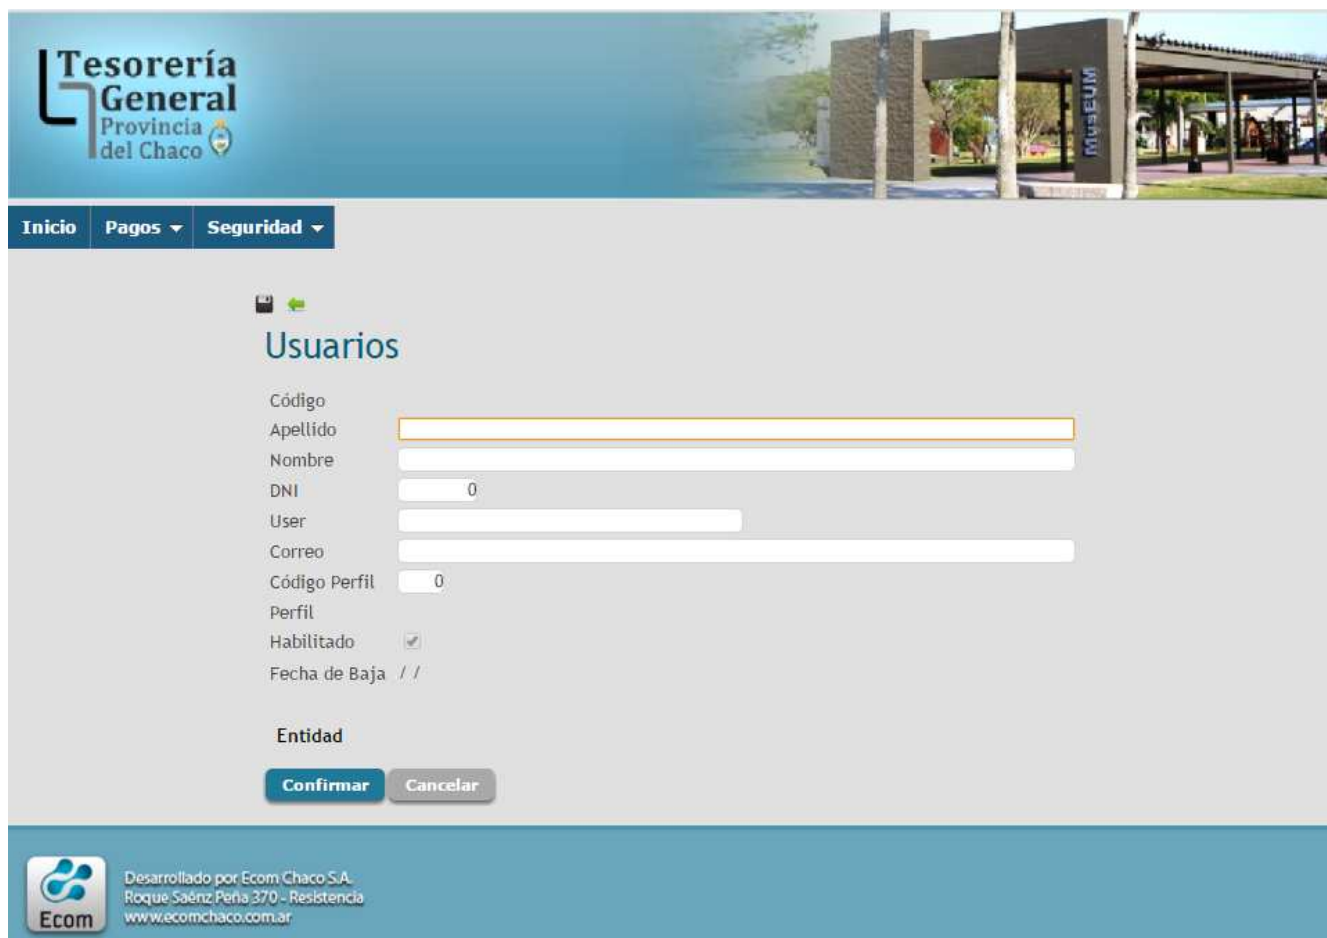 Tesorería
General
Provincia
del Chaco
MusEUM
Inicio Pagos Seguridad
Usuarios
Código
Apellido
Nombre
DNI 0
User
Correo
Código Perfil 0
Perfil
Habilitado
Fecha de Baja / /
Entidad
Confirmar Cancelar
Desarrollado por Ecom Chaco S.A.
Roque Saénz Peña 370 - Resistencia
www.ecomchaco.com.ar
Ecom